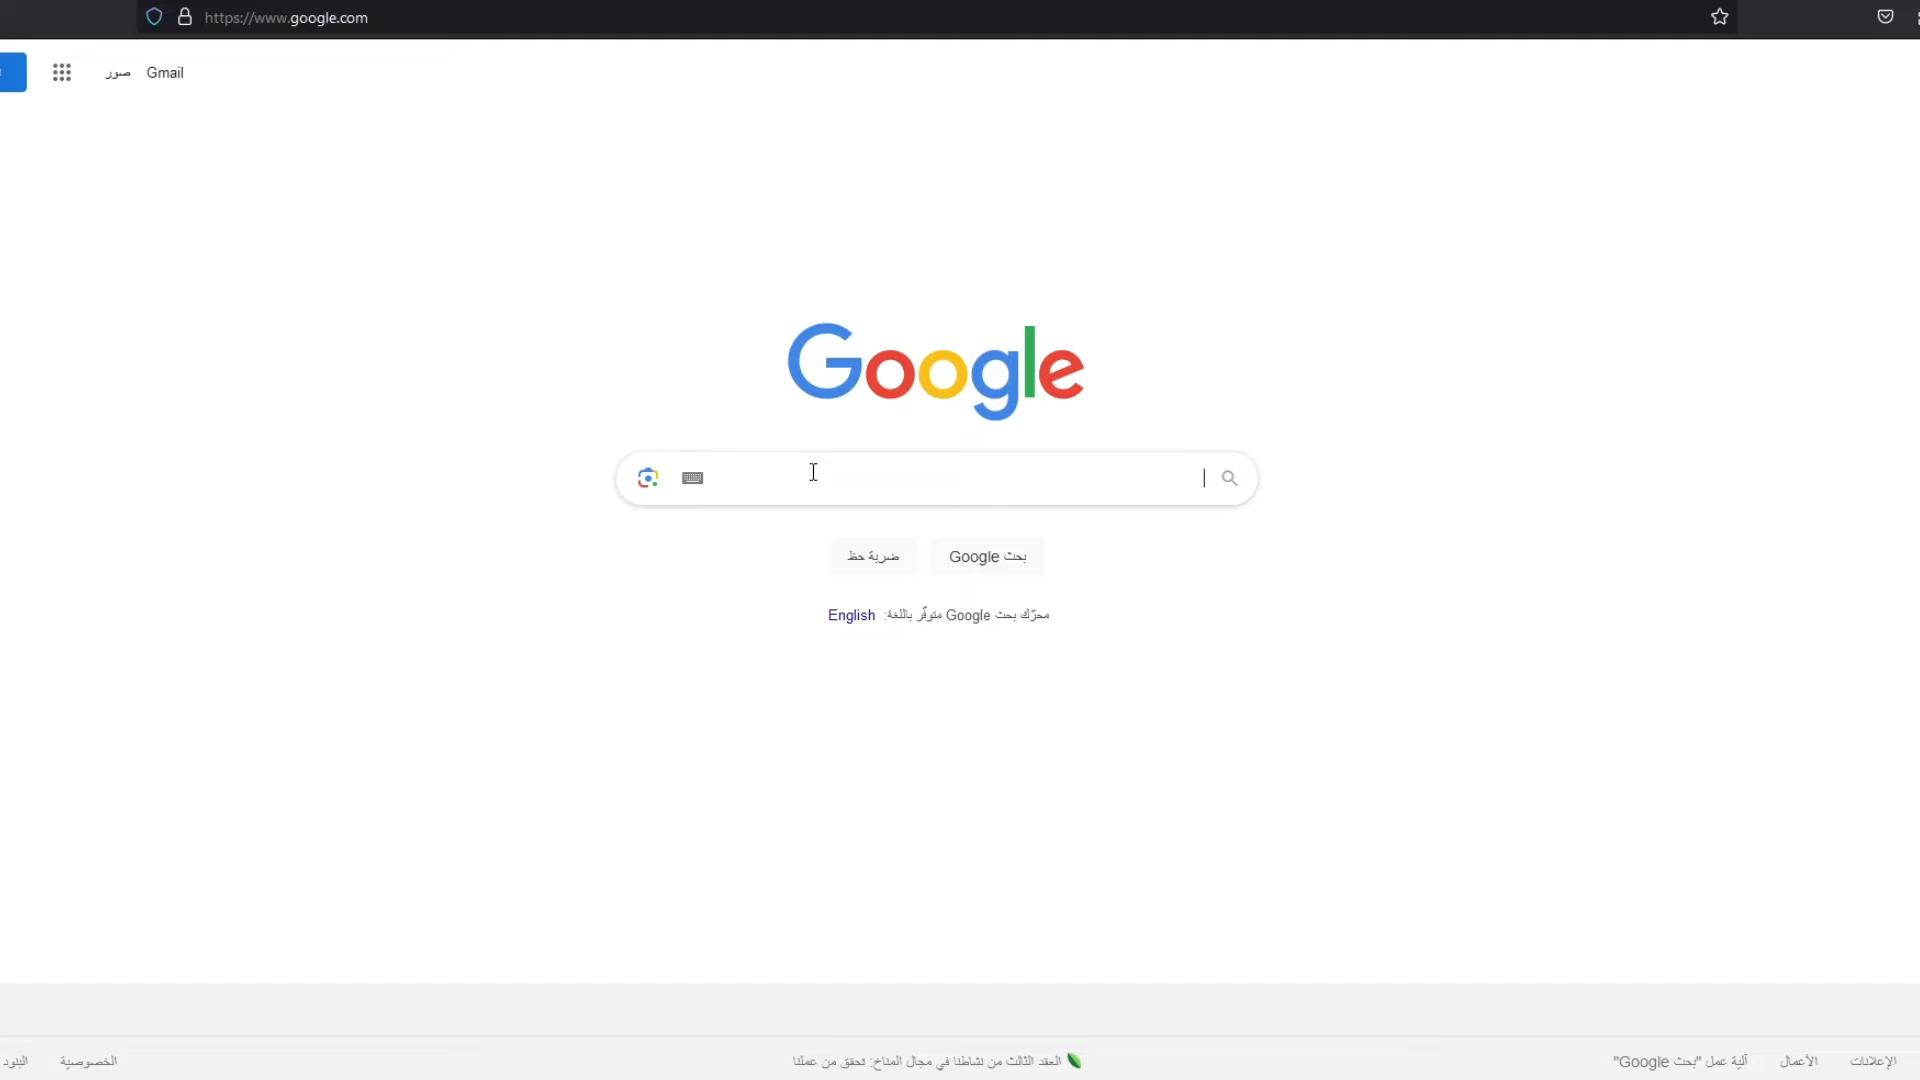 https://www.google.com
صور
Gmail
Google
بحث Google
ضربة حظ
محرّك بحث Google متوفّر باللغة: English
العقد الثالث من نشاطنا في مجال المناخ: تحقق من عملنا
الإعلانات
الأعمال
آلية عمل "بحث Google"
الخصوصية
البنود